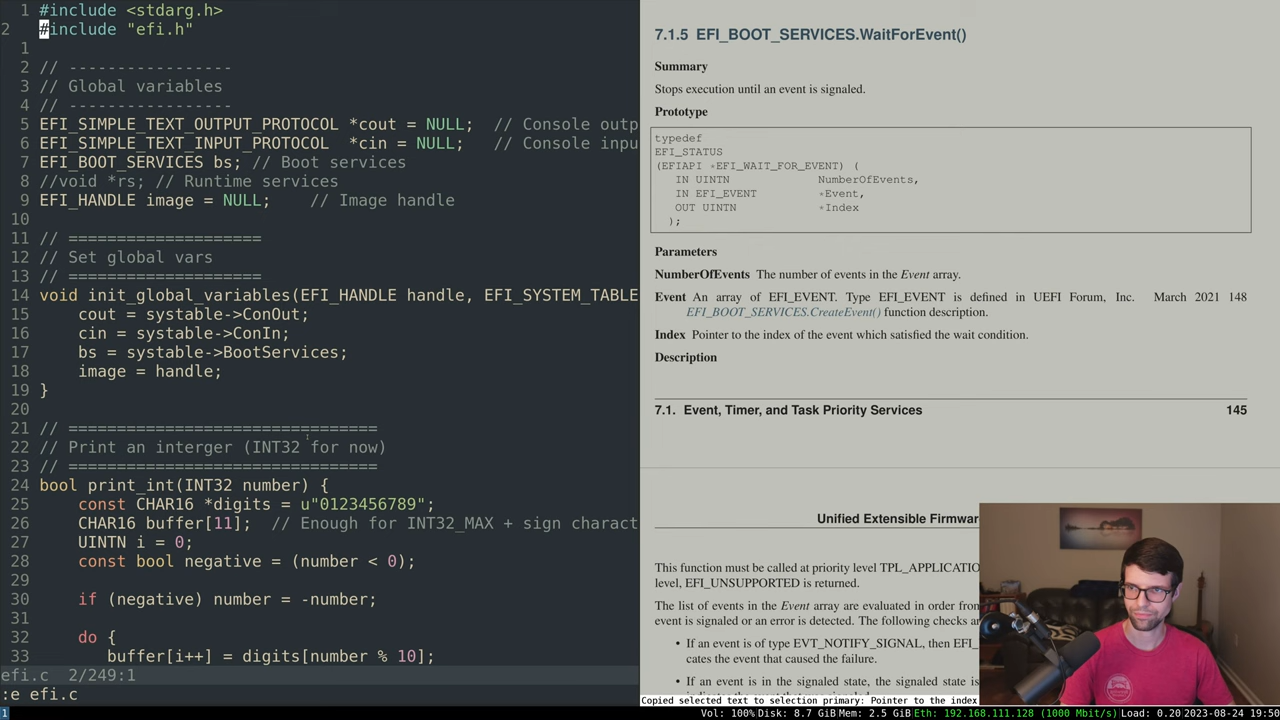 1 #include <stdarg.h>
2 #include "efi.h"
1
2 // -----------------
3 // Global variables
4 // -----------------
5 EFI_SIMPLE_TEXT_OUTPUT_PROTOCOL *cout = NULL;  // Console outp
6 EFI_SIMPLE_TEXT_INPUT_PROTOCOL  *cin = NULL;   // Console inpu
7 EFI_BOOT_SERVICES bs; // Boot services
8 //void *rs; // Runtime services
9 EFI_HANDLE image = NULL;    // Image handle
10
11 // ====================
12 // Set global vars
13 // ====================
14 void init_global_variables(EFI_HANDLE handle, EFI_SYSTEM_TABLE
15     cout = systable->ConOut;
16     cin = systable->ConIn;
17     bs = systable->BootServices;
18     image = handle;
19 }
20
21 // ================================
22 // Print an interger (INT32 for now)
23 // ================================
24 bool print_int(INT32 number) {
25     const CHAR16 *digits = u"0123456789";
26     CHAR16 buffer[11];  // Enough for INT32_MAX + sign charact
27     UINTN i = 0;
28     const bool negative = (number < 0);
29
30     if (negative) number = -number;
31
32     do {
33        buffer[i++] = digits[number % 10];
efi.c  2/249:1
:e efi.c
7.1.5 EFI_BOOT_SERVICES.WaitForEvent()
Summary
Stops execution until an event is signaled.
Prototype
typedef
EFI_STATUS
(EFIAPI *EFI_WAIT_FOR_EVENT) (
IN UINTN NumberOfEvents,
IN EFI_EVENT *Event,
OUT UINTN *Index
);
Parameters
NumberOfEvents The number of events in the Event array.
Event An array of EFI_EVENT. Type EFI_EVENT is defined in UEFI Forum, Inc. March 2021 148
EFI_BOOT_SERVICES.CreateEvent() function description.
Index Pointer to the index of the event which satisfied the wait condition.
Description
7.1. Event, Timer, and Task Priority Services 145
Unified Extensible Firmwar
This function must be called at priority level TPL_APPLICATIO
level, EFI_UNSUPPORTED is returned.
The list of events in the Event array are evaluated in order from
event is signaled or an error is detected. The following checks ar
• If an event is of type EVT_NOTIFY_SIGNAL, then EFI_
cates the event that caused the failure.
• If an event is in the signaled state, the signaled state is
Copied selected text to selection primary: Pointer to the index
1 Vol: 100% Disk: 8.7 GiB Mem: 2.5 GiB Eth: 192.168.111.128 (1000 Mbit/s) Load: 0.20 2023-08-24 19:50